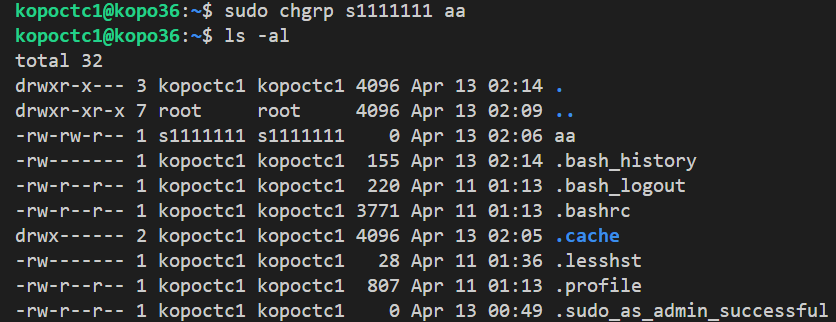 kopoctc1@kopo36:~$ sudo chgrp s1111111 aa
kopoctc1@kopo36:~$ ls -al
total 32
drwxr-x--- 3 kopoctc1 kopoctc1 4096 Apr 13 02:14 .
drwxr-xr-x 7 root     root     4096 Apr 13 02:09 ..
-rw-rw-r-- 1 s1111111 s1111111    0 Apr 13 02:06 aa
-rw------- 1 kopoctc1 kopoctc1  155 Apr 13 02:14 .bash_history
-rw-r--r-- 1 kopoctc1 kopoctc1  220 Apr 11 01:13 .bash_logout
-rw-r--r-- 1 kopoctc1 kopoctc1 3771 Apr 11 01:13 .bashrc
drwx------ 2 kopoctc1 kopoctc1 4096 Apr 13 02:05 .cache
-rw------- 1 kopoctc1 kopoctc1   28 Apr 11 01:36 .lesshst
-rw-r--r-- 1 kopoctc1 kopoctc1  807 Apr 11 01:13 .profile
-rw-r--r-- 1 kopoctc1 kopoctc1    0 Apr 13 00:49 .sudo_as_admin_successful